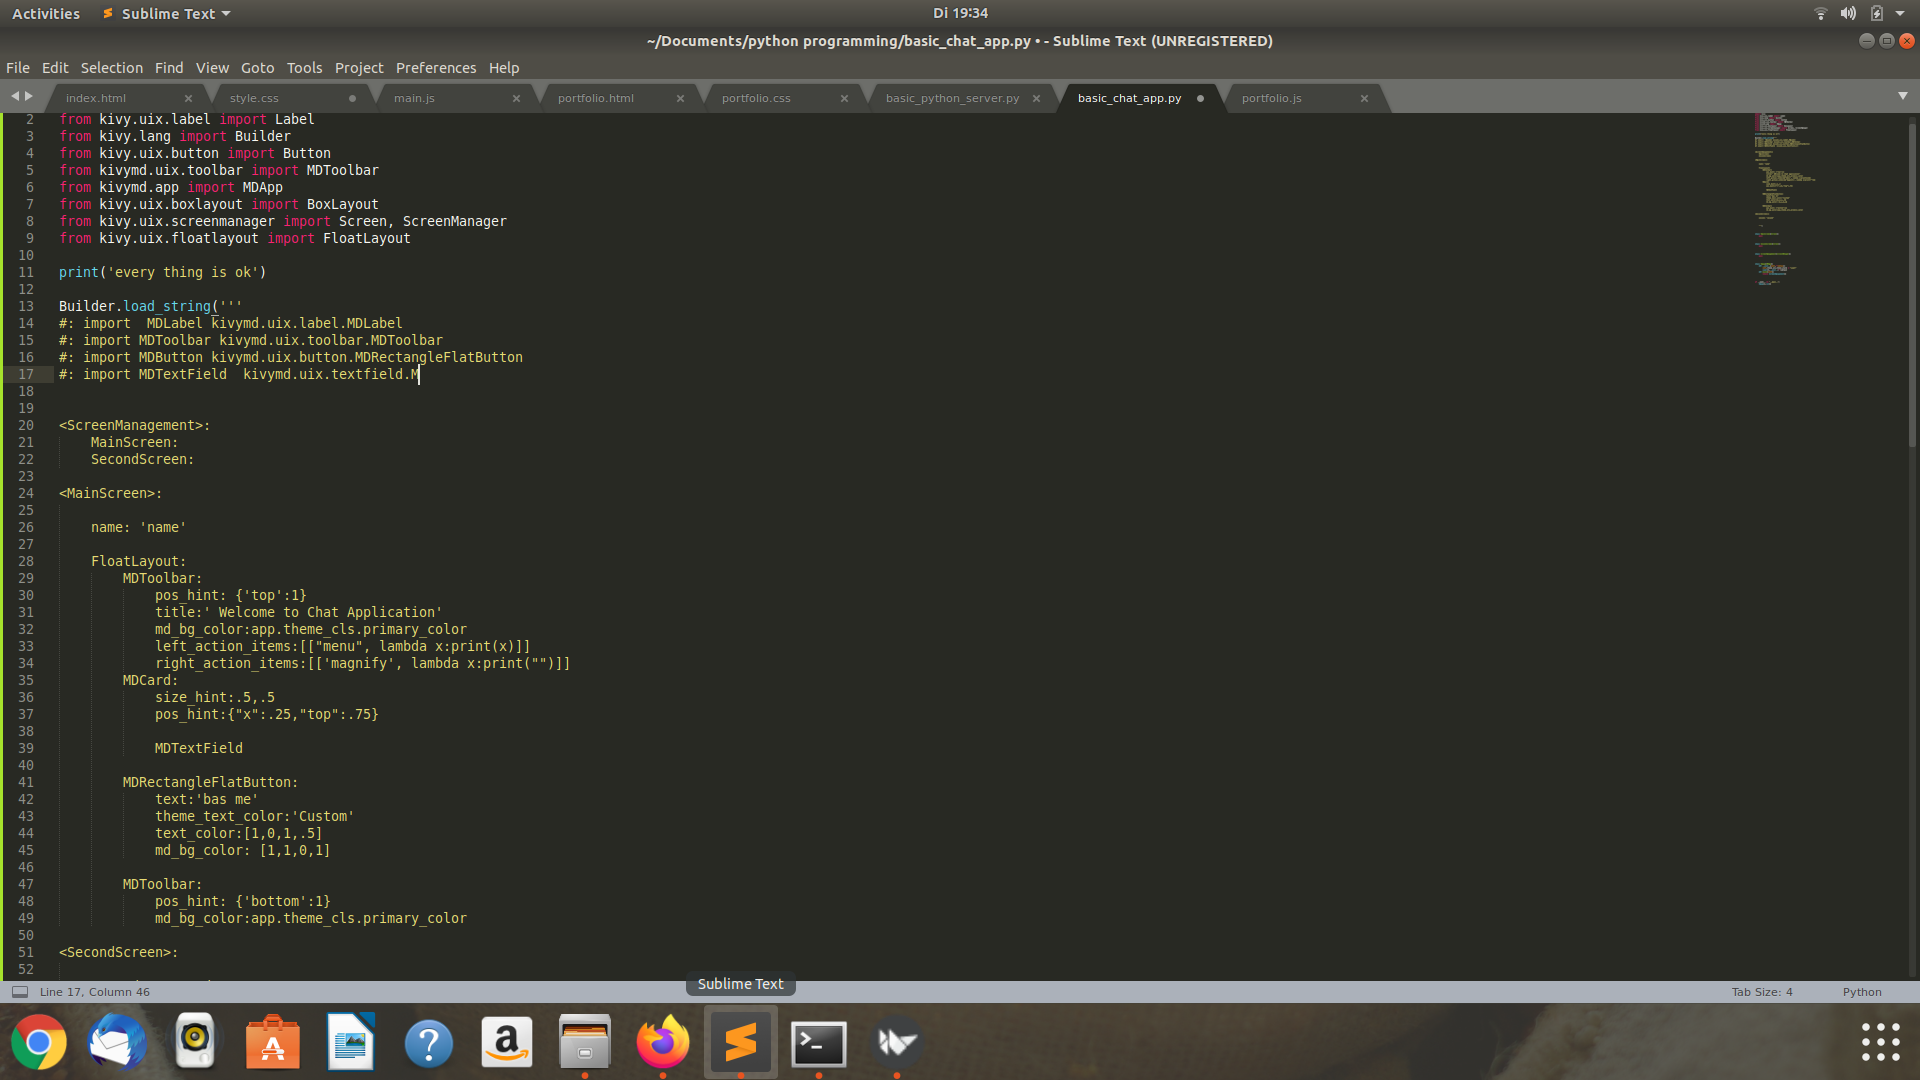 Activities Sublime Text Di 19:34
~/Documents/python programming/basic_chat_app.py • - Sublime Text (UNREGISTERED)
File Edit Selection Find View Goto Tools Project Preferences Help
index.html style.css main.js portfolio.html portfolio.css basic_python_server.py basic_chat_app.py portfolio.js
2 from kivy.uix.label import Label
3 from kivy.lang import Builder
4 from kivy.uix.button import Button
5 from kivymd.uix.toolbar import MDToolbar
6 from kivymd.app import MDApp
7 from kivy.uix.boxlayout import BoxLayout
8 from kivy.uix.screenmanager import Screen, ScreenManager
9 from kivy.uix.floatlayout import FloatLayout
10
11 print('every thing is ok')
12
13 Builder.load_string('''
14 #: import  MDLabel kivymd.uix.label.MDLabel
15 #: import MDToolbar kivymd.uix.toolbar.MDToolbar
16 #: import MDButton kivymd.uix.button.MDRectangleFlatButton
17 #: import MDTextField  kivymd.uix.textfield.M
18
19
20 <ScreenManagement>:
21     MainScreen:
22     SecondScreen:
23
24 <MainScreen>:
25
26     name: 'name'
27
28     FloatLayout:
29         MDToolbar:
30             pos_hint: {'top':1}
31             title:' Welcome to Chat Application'
32             md_bg_color:app.theme_cls.primary_color
33             left_action_items:[["menu", lambda x:print(x)]]
34             right_action_items:[['magnify', lambda x:print("")]]
35         MDCard:
36             size_hint:.5,.5
37             pos_hint:{"x":.25,"top":.75}
38
39             MDTextField
40
41         MDRectangleFlatButton:
42             text:'bas me'
43             theme_text_color:'Custom'
44             text_color:[1,0,1,.5]
45             md_bg_color: [1,1,0,1]
46
47         MDToolbar:
48             pos_hint: {'bottom':1}
49             md_bg_color:app.theme_cls.primary_color
50
51 <SecondScreen>:
52
Sublime Text
Line 17, Column 46 Tab Size: 4 Python